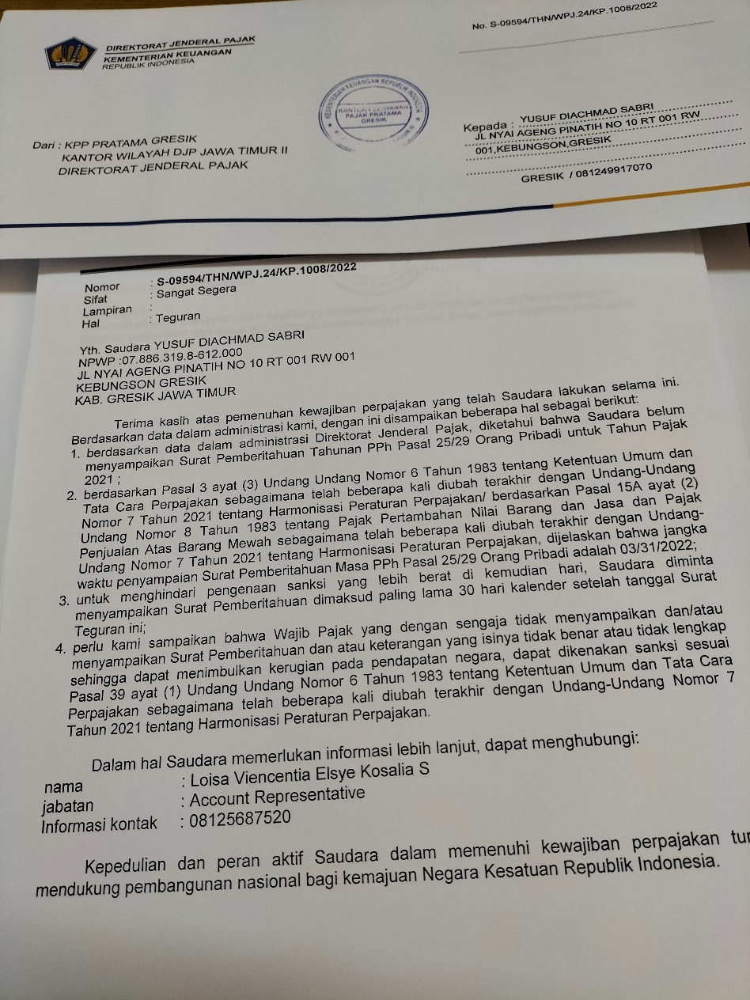 DIREKTORAT JENDERAL PAJAK
KEMENTERIAN KEUANGAN
REPUBLIK INDONESIA
No. S-09594/THN/WPJ.24/KP.1008/2022
KEMENTERIAN KEUANGAN REPUBLIK INDONESIA
KANTOR PELAYANAN
PAJAK PRATAMA
GRESIK
Dari : KPP PRATAMA GRESIK
KANTOR WILAYAH DJP JAWA TIMUR II
DIREKTORAT JENDERAL PAJAK
Kepada : YUSUF DIACHMAD SABRI
JL NYAI AGENG PINATIH NO 10 RT 001 RW
001,KEBUNGSON,GRESIK
GRESIK / 081249917070
Nomor : S-09594/THN/WPJ.24/KP.1008/2022
Sifat : Sangat Segera
Lampiran :
Hal : Teguran
Yth. Saudara YUSUF DIACHMAD SABRI
NPWP :07.886.319.8-612.000
JL NYAI AGENG PINATIH NO 10 RT 001 RW 001
KEBUNGSON GRESIK
KAB. GRESIK JAWA TIMUR
Terima kasih atas pemenuhan kewajiban perpajakan yang telah Saudara lakukan selama ini.
Berdasarkan data dalam administrasi kami, dengan ini disampaikan beberapa hal sebagai berikut:
1. berdasarkan data dalam administrasi Direktorat Jenderal Pajak, diketahui bahwa Saudara belum
menyampaikan Surat Pemberitahuan Tahunan PPh Pasal 25/29 Orang Pribadi untuk Tahun Pajak
2021 ;
2. berdasarkan Pasal 3 ayat (3) Undang Undang Nomor 6 Tahun 1983 tentang Ketentuan Umum dan
Tata Cara Perpajakan sebagaimana telah beberapa kali diubah terakhir dengan Undang-Undang
Nomor 7 Tahun 2021 tentang Harmonisasi Peraturan Perpajakan/ berdasarkan Pasal 15A ayat (2)
Undang Nomor 8 Tahun 1983 tentang Pajak Pertambahan Nilai Barang dan Jasa dan Pajak
Penjualan Atas Barang Mewah sebagaimana telah beberapa kali diubah terakhir dengan Undang-
Undang Nomor 7 Tahun 2021 tentang Harmonisasi Peraturan Perpajakan, dijelaskan bahwa jangka
waktu penyampaian Surat Pemberitahuan Masa PPh Pasal 25/29 Orang Pribadi adalah 03/31/2022;
3. untuk menghindari pengenaan sanksi yang lebih berat di kemudian hari, Saudara diminta
menyampaikan Surat Pemberitahuan dimaksud paling lama 30 hari kalender setelah tanggal Surat
Teguran ini;
4. perlu kami sampaikan bahwa Wajib Pajak yang dengan sengaja tidak menyampaikan dan/atau
menyampaikan Surat Pemberitahuan dan atau keterangan yang isinya tidak benar atau tidak lengkap
sehingga dapat menimbulkan kerugian pada pendapatan negara, dapat dikenakan sanksi sesuai
Pasal 39 ayat (1) Undang Undang Nomor 6 Tahun 1983 tentang Ketentuan Umum dan Tata Cara
Perpajakan sebagaimana telah beberapa kali diubah terakhir dengan Undang-Undang Nomor 7
Tahun 2021 tentang Harmonisasi Peraturan Perpajakan.
Dalam hal Saudara memerlukan informasi lebih lanjut, dapat menghubungi:
nama : Loisa Viencentia Elsye Kosalia S
jabatan : Account Representative
Informasi kontak : 08125687520
Kepedulian dan peran aktif Saudara dalam memenuhi kewajiban perpajakan tur
mendukung pembangunan nasional bagi kemajuan Negara Kesatuan Republik Indonesia.